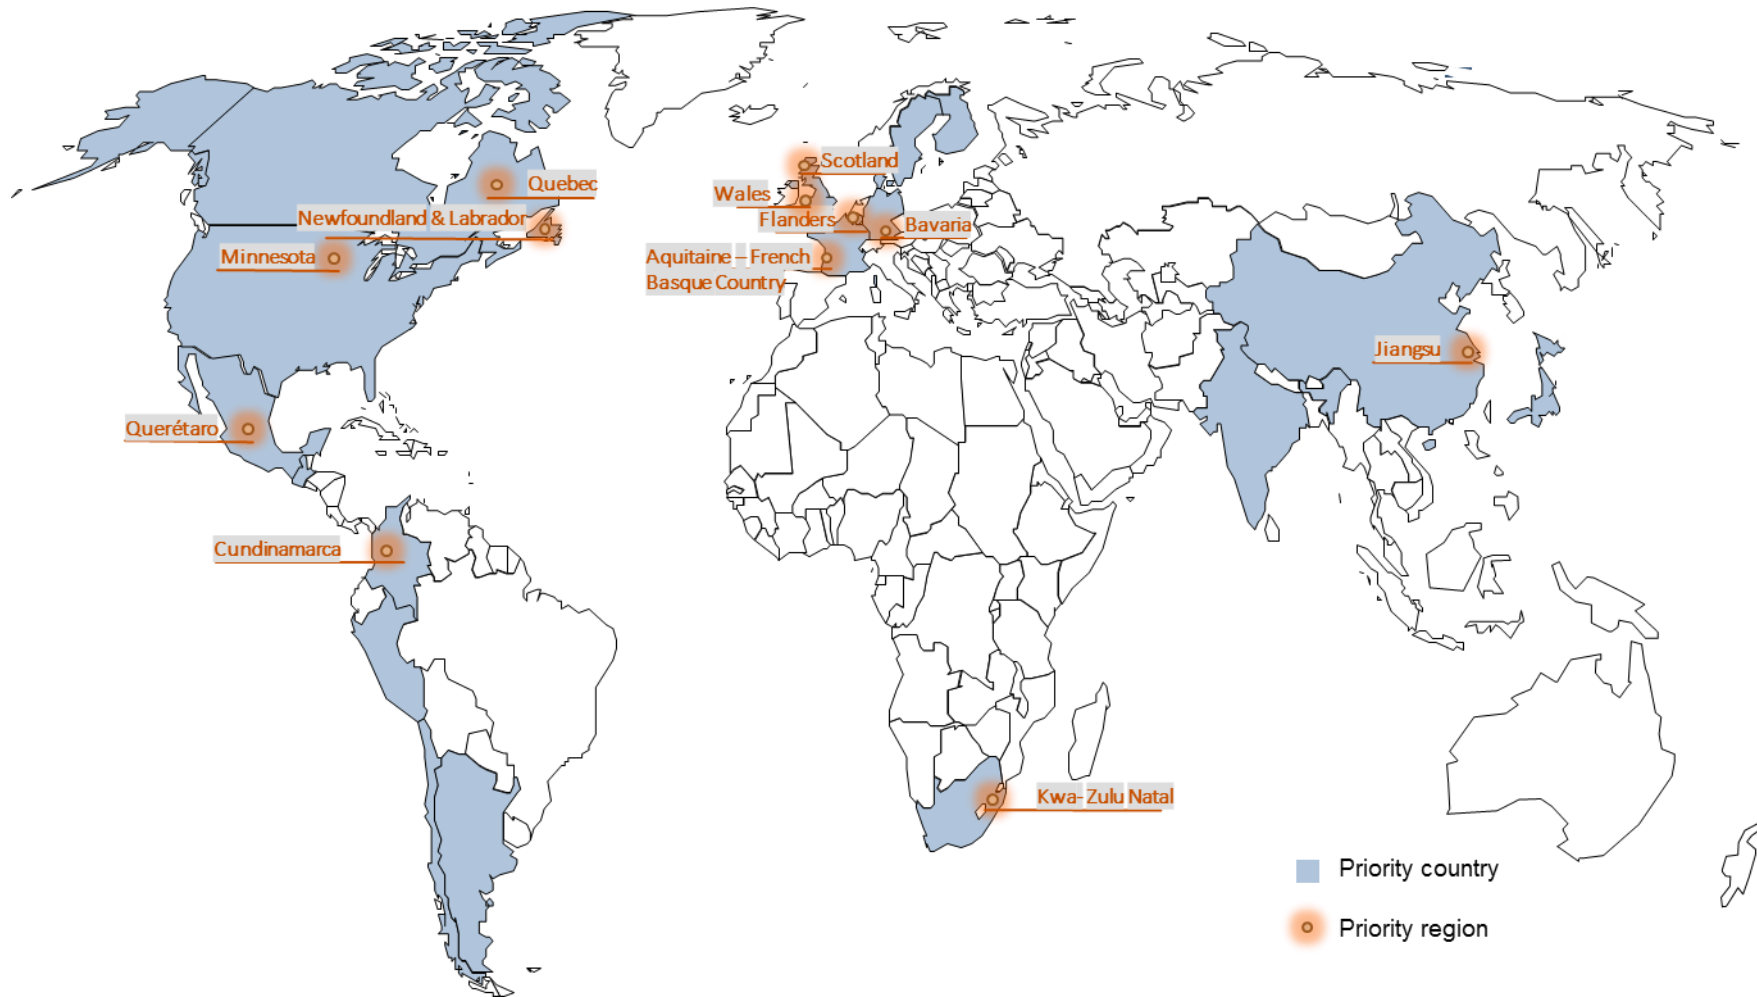 Scotland
Quebec
Wales
Newfoundland & Labrador
Flanders
Bavaria
Minnesota
Aquitaine – French
Basque Country
Jiangsu
Querétaro
Cundinamarca
Kwa- Zulu Natal
Priority country
Priority region